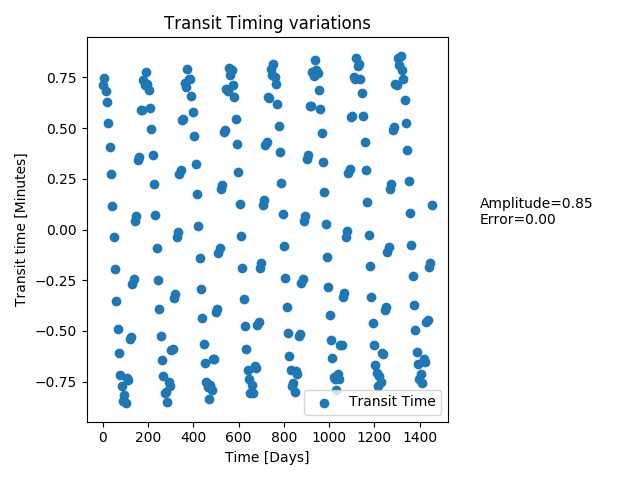 Transit Timing variations
Transit time [Minutes]
0.75
0.50
0.25
0.00
−0.25
−0.50
−0.75
0 200 400 600 800 1000 1200 1400
Time [Days]
Transit Time
Amplitude=0.85
Error=0.00